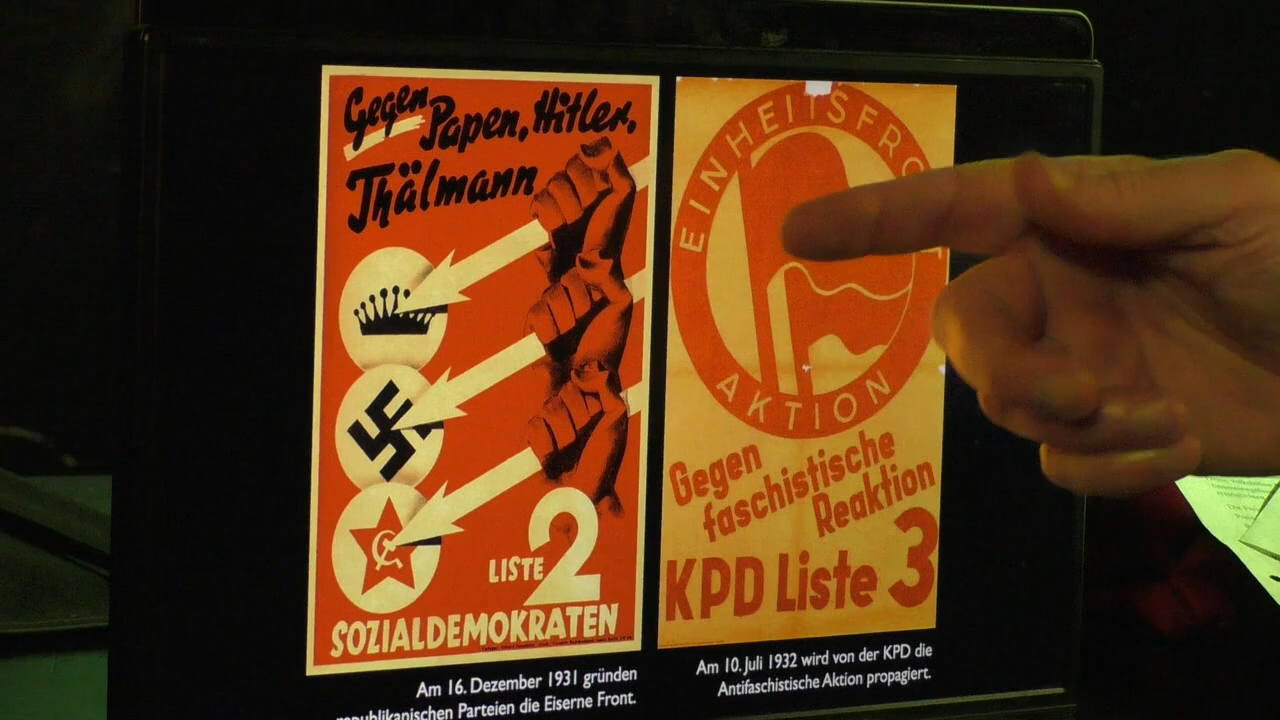 Gegen
Papen, Hitler,
Thälmann
LISTE 2
SOZIALDEMOKRATEN
Am 16. Dezember 1931 gründen
republikanischen Parteien die Eiserne Front.
EINHEITSFRO T
AKTION
Gegen
faschistische
Reaktion
KPD Liste 3
Am 10. Juli 1932 wird von der KPD die
Antifaschistische Aktion propagiert.